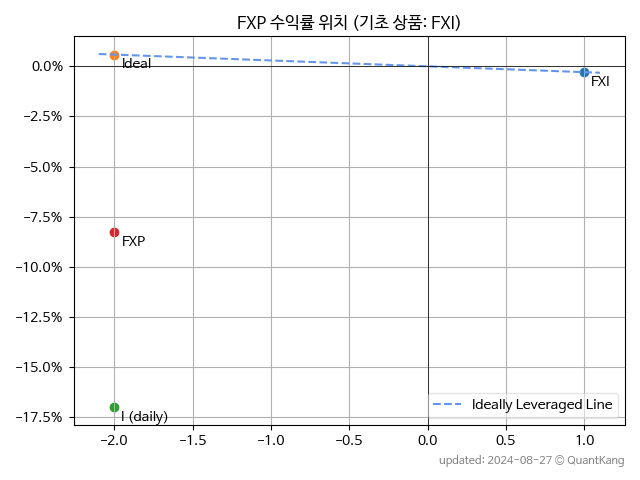 FXP 수익률 위치 (기초 상품: FXI)
0.0%
−2.5%
−5.0%
−7.5%
−10.0%
−12.5%
−15.0%
−17.5%
Ideal
FXI
FXP
I (daily)
Ideally Leveraged Line
−2.0 −1.5 −1.0 −0.5 0.0 0.5 1.0
updated: 2024-08-27 © QuantKang